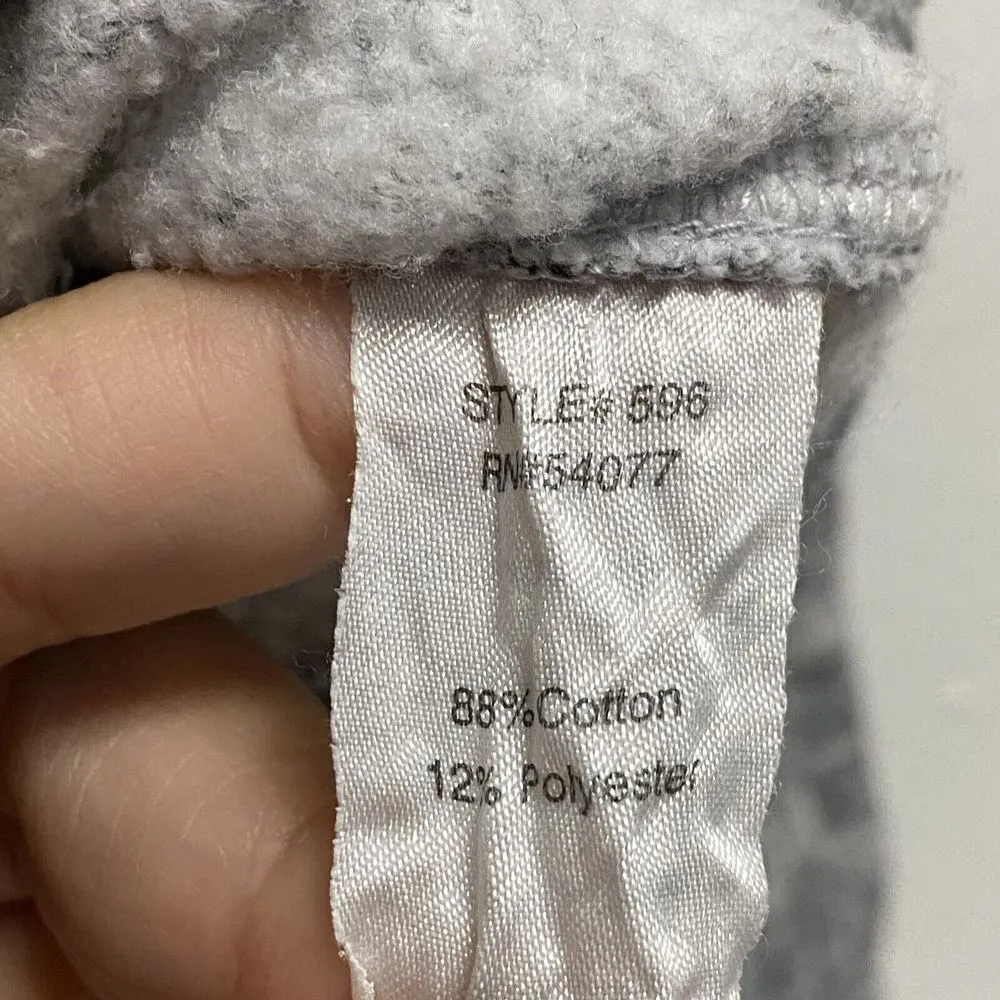 STYLE# 596
RN#54077
88%Cotton
12% Polyester